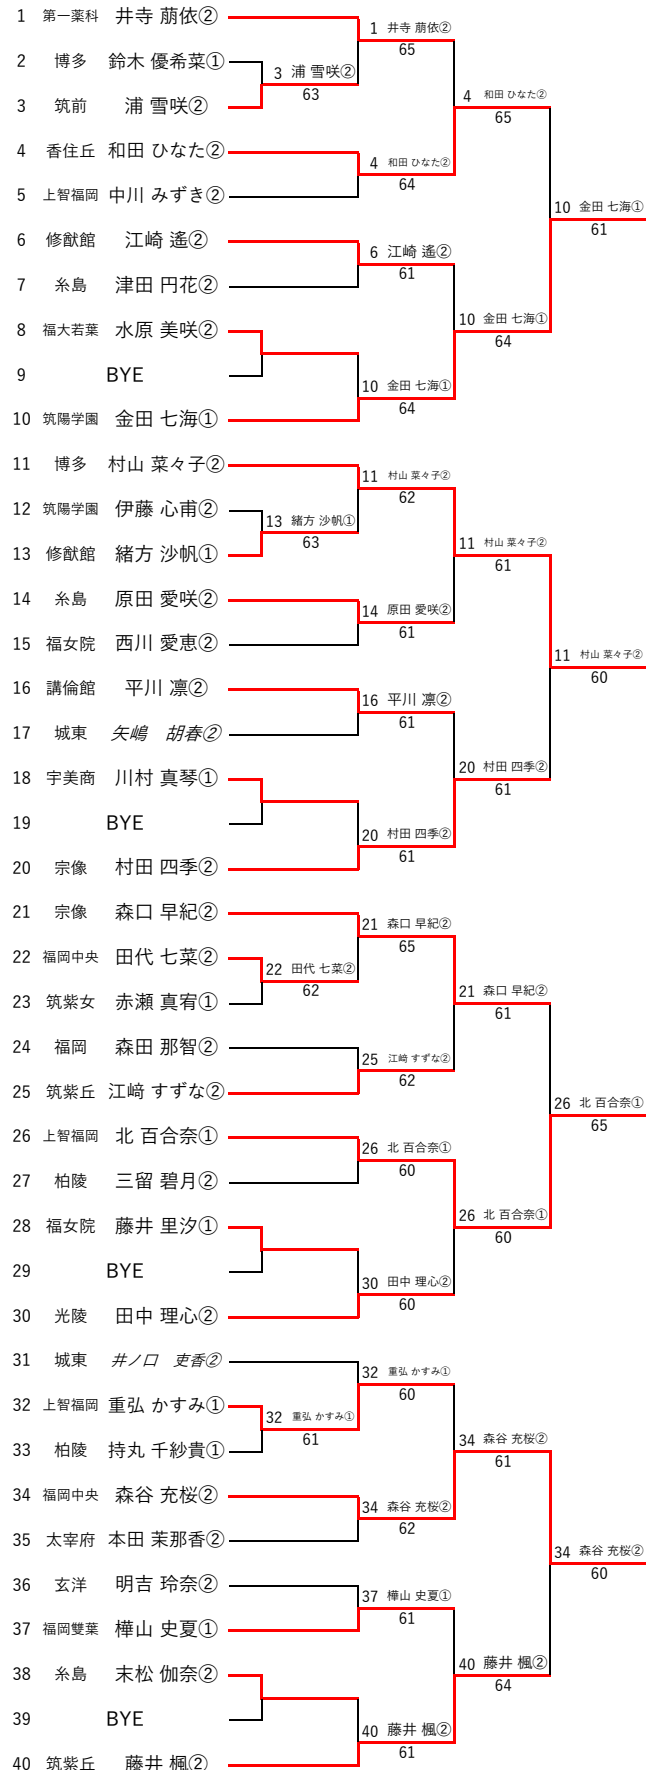 1 第一薬科 井寺 萌依②
2 博多 鈴木 優希菜①
3 筑前 浦 雪咲②
4 香住丘 和田 ひなた②
5 上智福岡 中川 みずき②
6 修猷館 江崎 遙②
7 糸島 津田 円花②
8 福大若葉 水原 美咲②
9 BYE
10 筑陽学園 金田 七海①
11 博多 村山 菜々子②
12 筑陽学園 伊藤 心甫②
13 修猷館 緒方 沙帆①
14 糸島 原田 愛咲②
15 福女院 西川 愛恵②
16 講倫館 平川 凛②
17 城東 矢嶋 胡春②
18 宇美商 川村 真琴①
19 BYE
20 宗像 村田 四季②
21 宗像 森口 早紀②
22 福岡中央 田代 七菜②
23 筑紫女 赤瀬 真宥①
24 福岡 森田 那智②
25 筑紫丘 江﨑 すずな②
26 上智福岡 北 百合奈①
27 柏陵 三留 碧月②
28 福女院 藤井 里汐①
29 BYE
30 光陵 田中 理心②
31 城東 井ノ口 吏香②
32 上智福岡 重弘 かすみ①
33 柏陵 持丸 千紗貴①
34 福岡中央 森谷 充桜②
35 太宰府 本田 茉那香②
36 玄洋 明吉 玲奈②
37 福岡雙葉 樺山 史夏①
38 糸島 末松 伽奈②
39 BYE
40 筑紫丘 藤井 楓②
3 浦 雪咲②
63
13 緒方 沙帆①
63
22 田代 七菜②
62
32 重弘 かすみ①
61
1 井寺 萌依②
65
4 和田 ひなた②
64
6 江崎 遙②
61
10 金田 七海①
64
11 村山 菜々子②
62
14 原田 愛咲②
61
16 平川 凛②
61
20 村田 四季②
61
21 森口 早紀②
65
25 江﨑 すずな②
62
26 北 百合奈①
60
30 田中 理心②
60
32 重弘 かすみ①
60
34 森谷 充桜②
62
37 樺山 史夏①
61
40 藤井 楓②
61
4 和田 ひなた②
65
10 金田 七海①
64
11 村山 菜々子②
61
20 村田 四季②
61
21 森口 早紀②
61
26 北 百合奈①
60
34 森谷 充桜②
61
40 藤井 楓②
64
10 金田 七海①
61
11 村山 菜々子②
60
26 北 百合奈①
65
34 森谷 充桜②
60